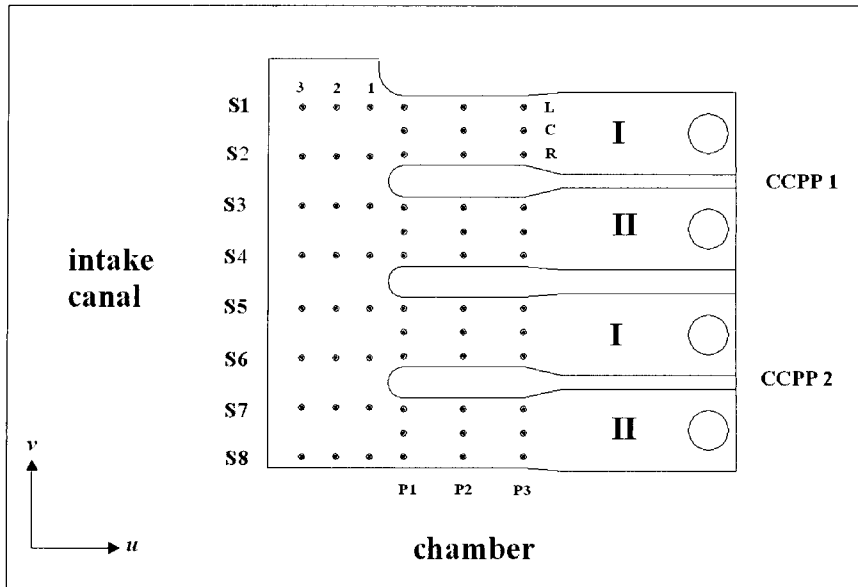 3 2 1
S1
L
C
I
S2
R
CCPP 1
S3
II
S4
intake
canal
S5
I
S6
CCPP 2
S7
II
v
S8
P1 P2 P3
u
chamber